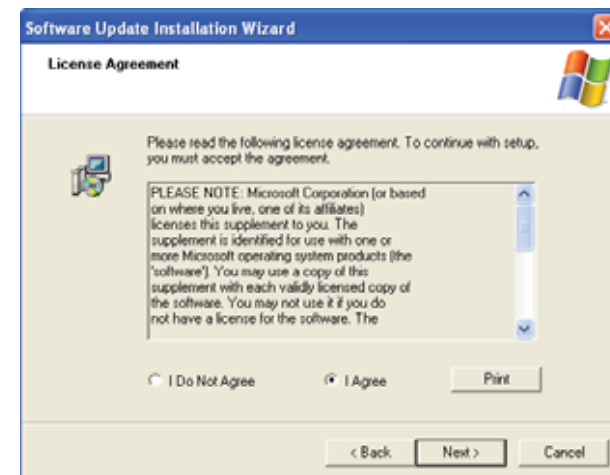 Software Update Installation Wizard
License Agreement
Please read the following license agreement. To continue with setup,
you must accept the agreement.
PLEASE NOTE: Microsoft Corporation (or based
on where you live, one of its affiliates)
licenses this supplement to you. The
supplement is identified for use with one or
more Microsoft operating system products (the
"software"). You may use a copy of this
supplement with each validly licensed copy of
the software. You may not use it if you do
not have a license for the software. The
I Do Not Agree
I Agree
Print
< Back
Next >
Cancel